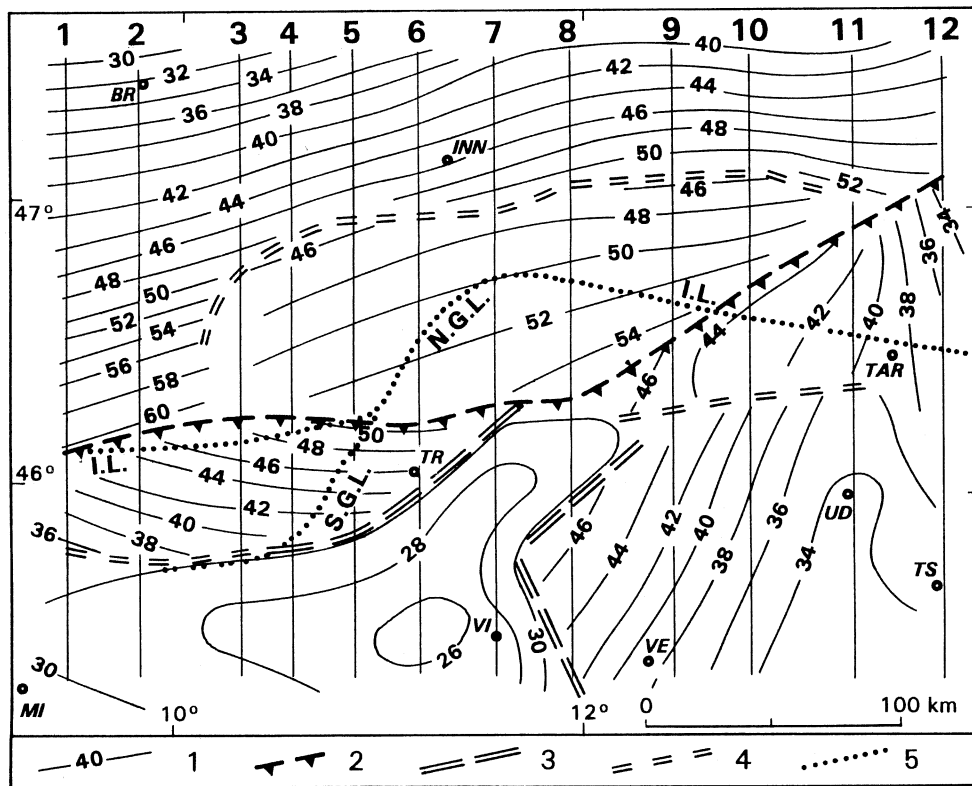 1 2 3 4 5 6 7 8 9 10 11 12
30 40
32 34 42
BR
36 38 44
46
40 INN 48
50
42 44 46 52
47° 34
46 46 48 36
48 50
50 I.L. 38
52 N.G.L. 52 42 40
54 54 44
56 TAR
58 46
60
50
48
I.L. 46 TR
46° 44 S.G.L.
42 UD
40 46 42 36
36 38 28 40
44 38 34 TS
VI 30 VE
26
30
MI 10° 12° 0 100 km
40 1 2 3 4 5